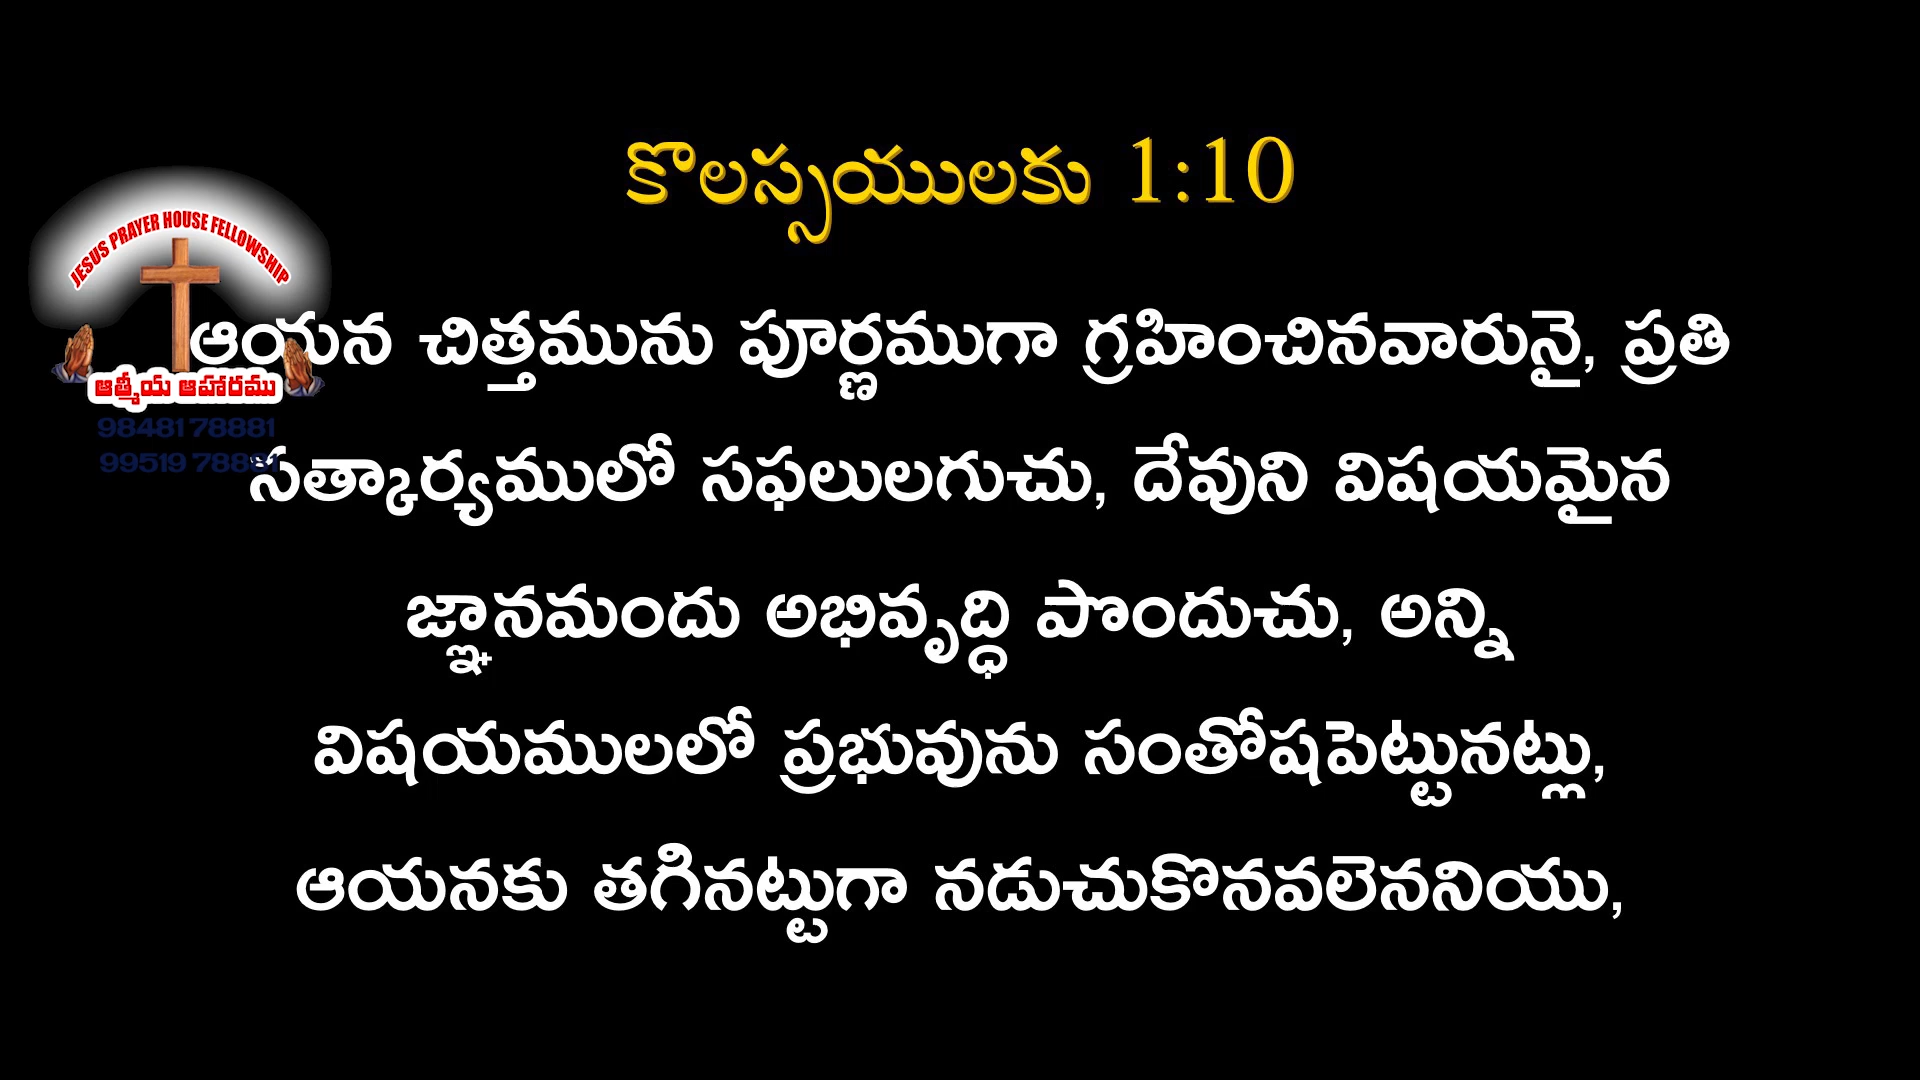 కొలస్సయులకు 1:10
JESUS PRAYER HOUSE FELLOWSHIP
ఆయన చిత్తమును పూర్ణముగా గ్రహించినవారునై, ప్రతి
ఆత్మీయ ఆహారము
98481 78881
99519 78881
సత్కార్యములో సఫలులగుచు, దేవుని విషయమైన
జ్ఞానమందు అభివృద్ధి పొందుచు, అన్ని
విషయములలో ప్రభువును సంతోషపెట్టునట్లు,
ఆయనకు తగినట్టుగా నడుచుకొనవలెననియు,